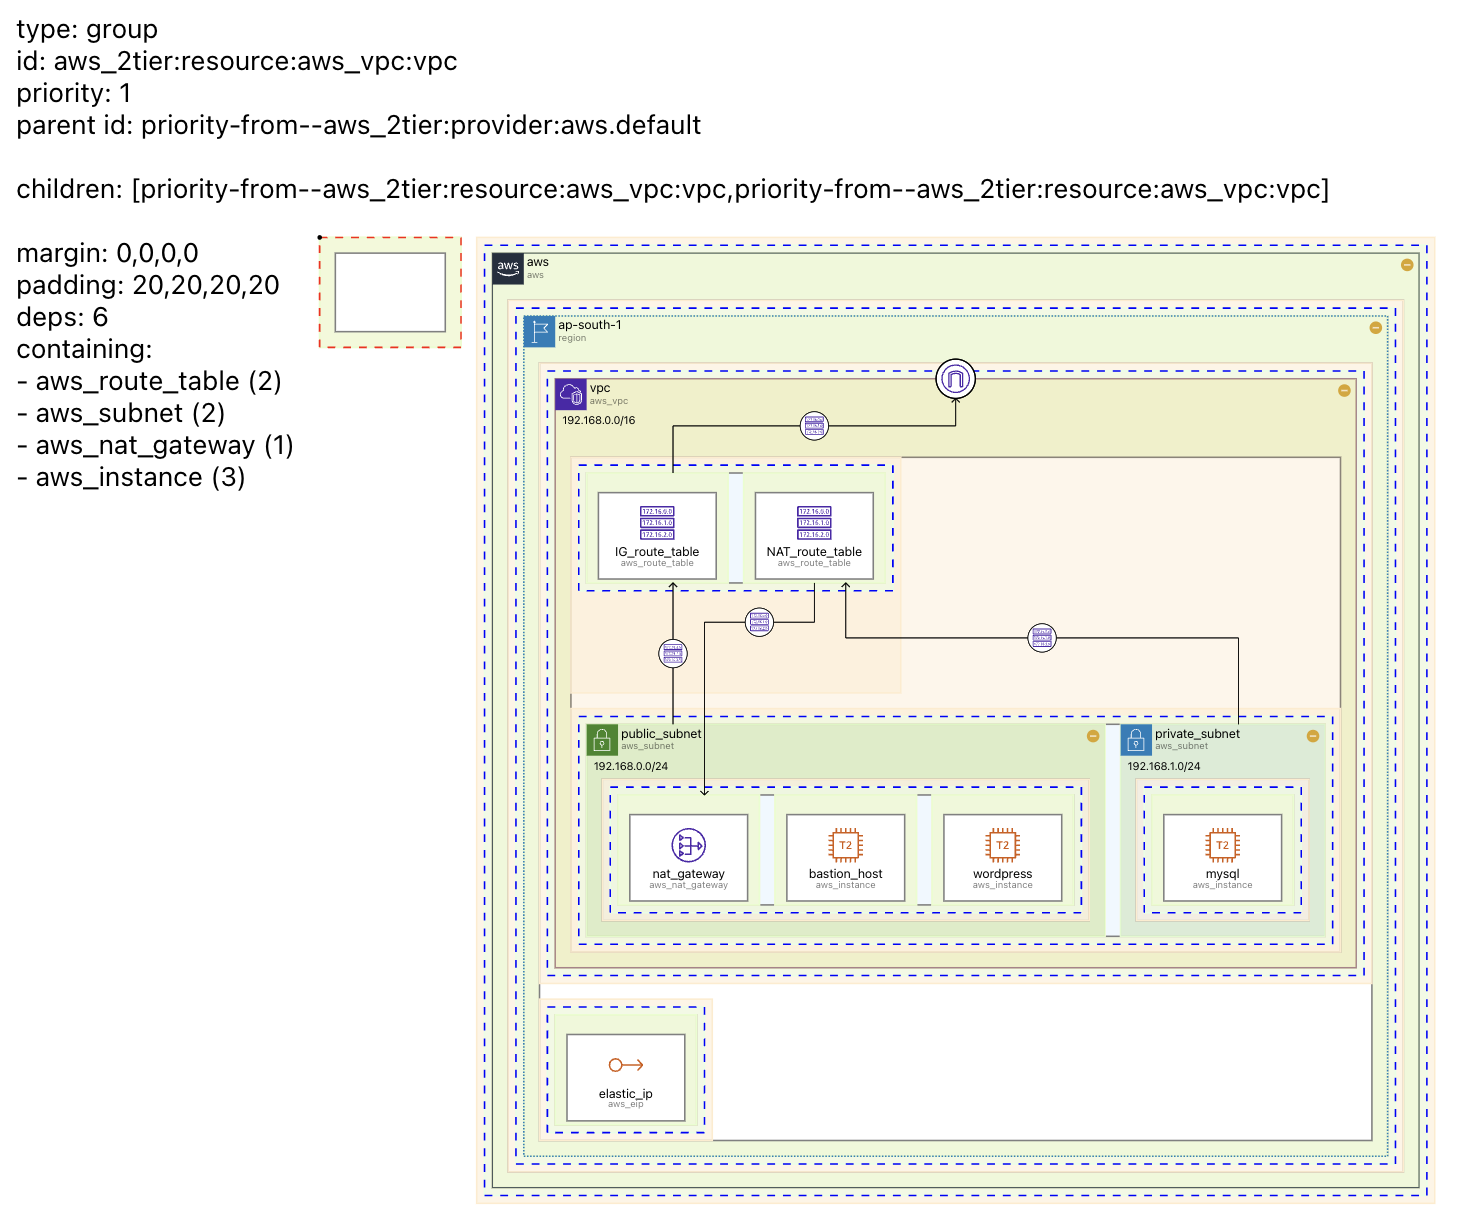 type: group
id: aws_2tier:resource:aws_vpc:vpc
priority: 1
parent id: priority-from--aws_2tier:provider:aws.default
children: [priority-from--aws_2tier:resource:aws_vpc:vpc,priority-from--aws_2tier:resource:aws_vpc:vpc]
margin: 0,0,0,0
padding: 20,20,20,20
deps: 6
containing:
- aws_route_table (2)
- aws_subnet (2)
- aws_nat_gateway (1)
- aws_instance (3)
aws
aws
aws
ap-south-1
region
vpc
aws_vpc
192.168.0.0/16
172.16.0.0
172.16.1.0
172.16.2.0
IG_route_table
aws_route_table
172.16.0.0
172.16.1.0
172.16.2.0
NAT_route_table
aws_route_table
public_subnet
aws_subnet
192.168.0.0/24
private_subnet
aws_subnet
192.168.1.0/24
nat_gateway
aws_nat_gateway
T2
bastion_host
aws_instance
T2
wordpress
aws_instance
T2
mysql
aws_instance
elastic_ip
aws_eip